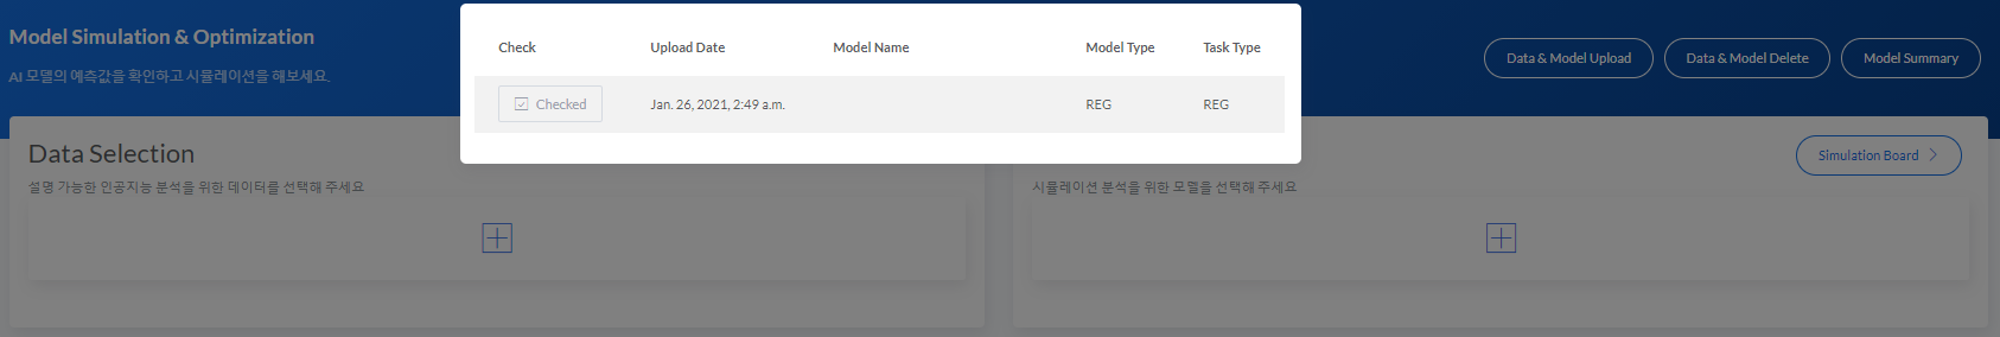 Model Simulation & Optimization
AI 모델의 예측값을 확인하고 시뮬레이션을 해보세요.
Check Upload Date Model Name Model Type Task Type
Checked Jan. 26, 2021, 2:49 a.m. REG REG
Data & Model Upload Data & Model Delete Model Summary
Data Selection
설명 가능한 인공지능 분석을 위한 데이터를 선택해 주세요
Simulation Board
시뮬레이션 분석을 위한 모델을 선택해 주세요